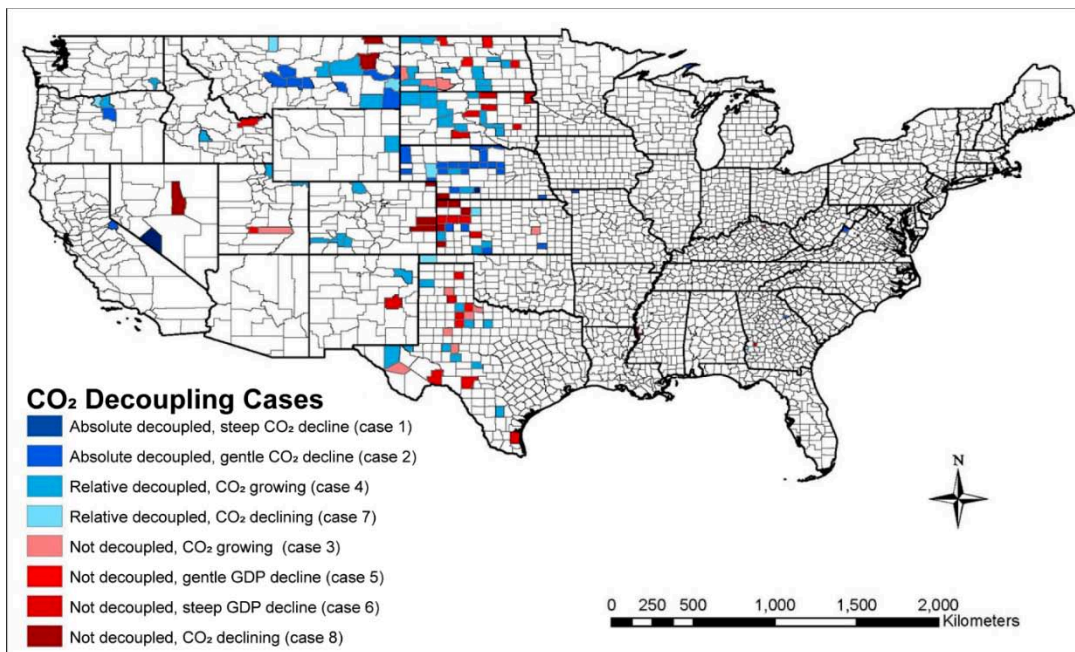 CO₂ Decoupling Cases
Absolute decoupled, steep CO₂ decline (case 1)
Absolute decoupled, gentle CO₂ decline (case 2)
Relative decoupled, CO₂ growing (case 4)
Relative decoupled, CO₂ declining (case 7)
Not decoupled, CO₂ growing (case 3)
Not decoupled, gentle GDP decline (case 5)
Not decoupled, steep GDP decline (case 6)
Not decoupled, CO₂ declining (case 8)
N
0 250 500 1,000 1,500 2,000
Kilometers